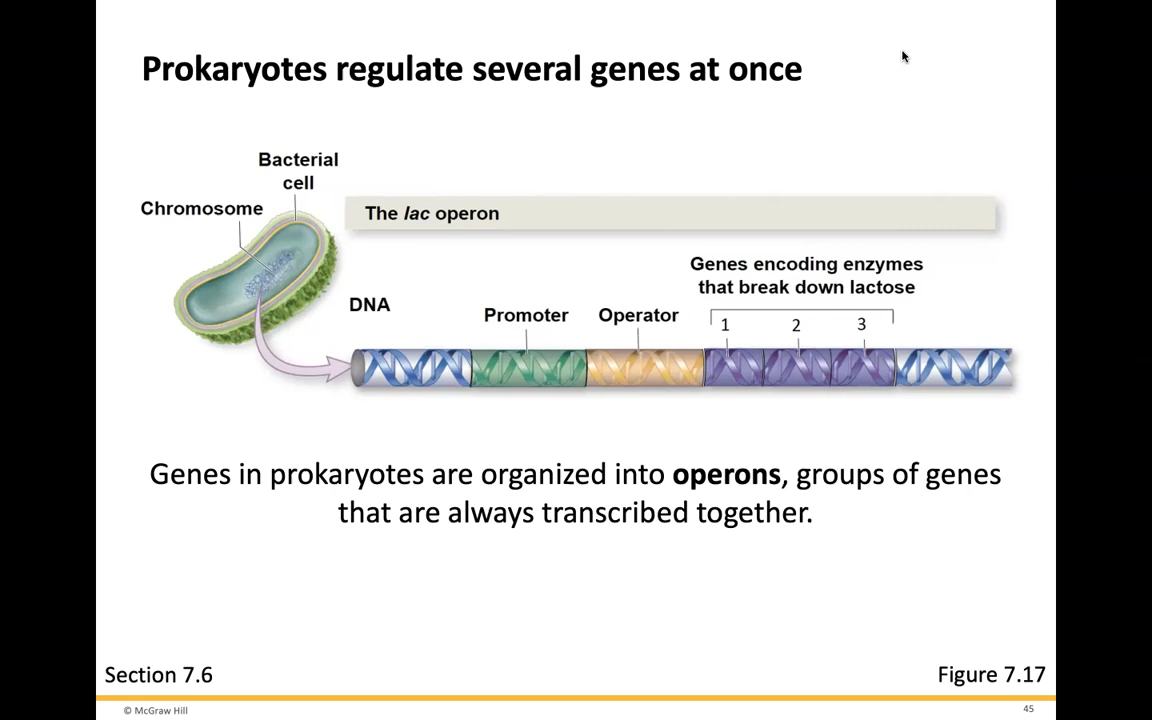 Prokaryotes regulate several genes at once
Bacterial
cell
Chromosome
The lac operon
Genes encoding enzymes
that break down lactose
DNA
Promoter
Operator
1
2
3
Genes in prokaryotes are organized into operons, groups of genes
that are always transcribed together.
Section 7.6
Figure 7.17
© McGraw Hill
45